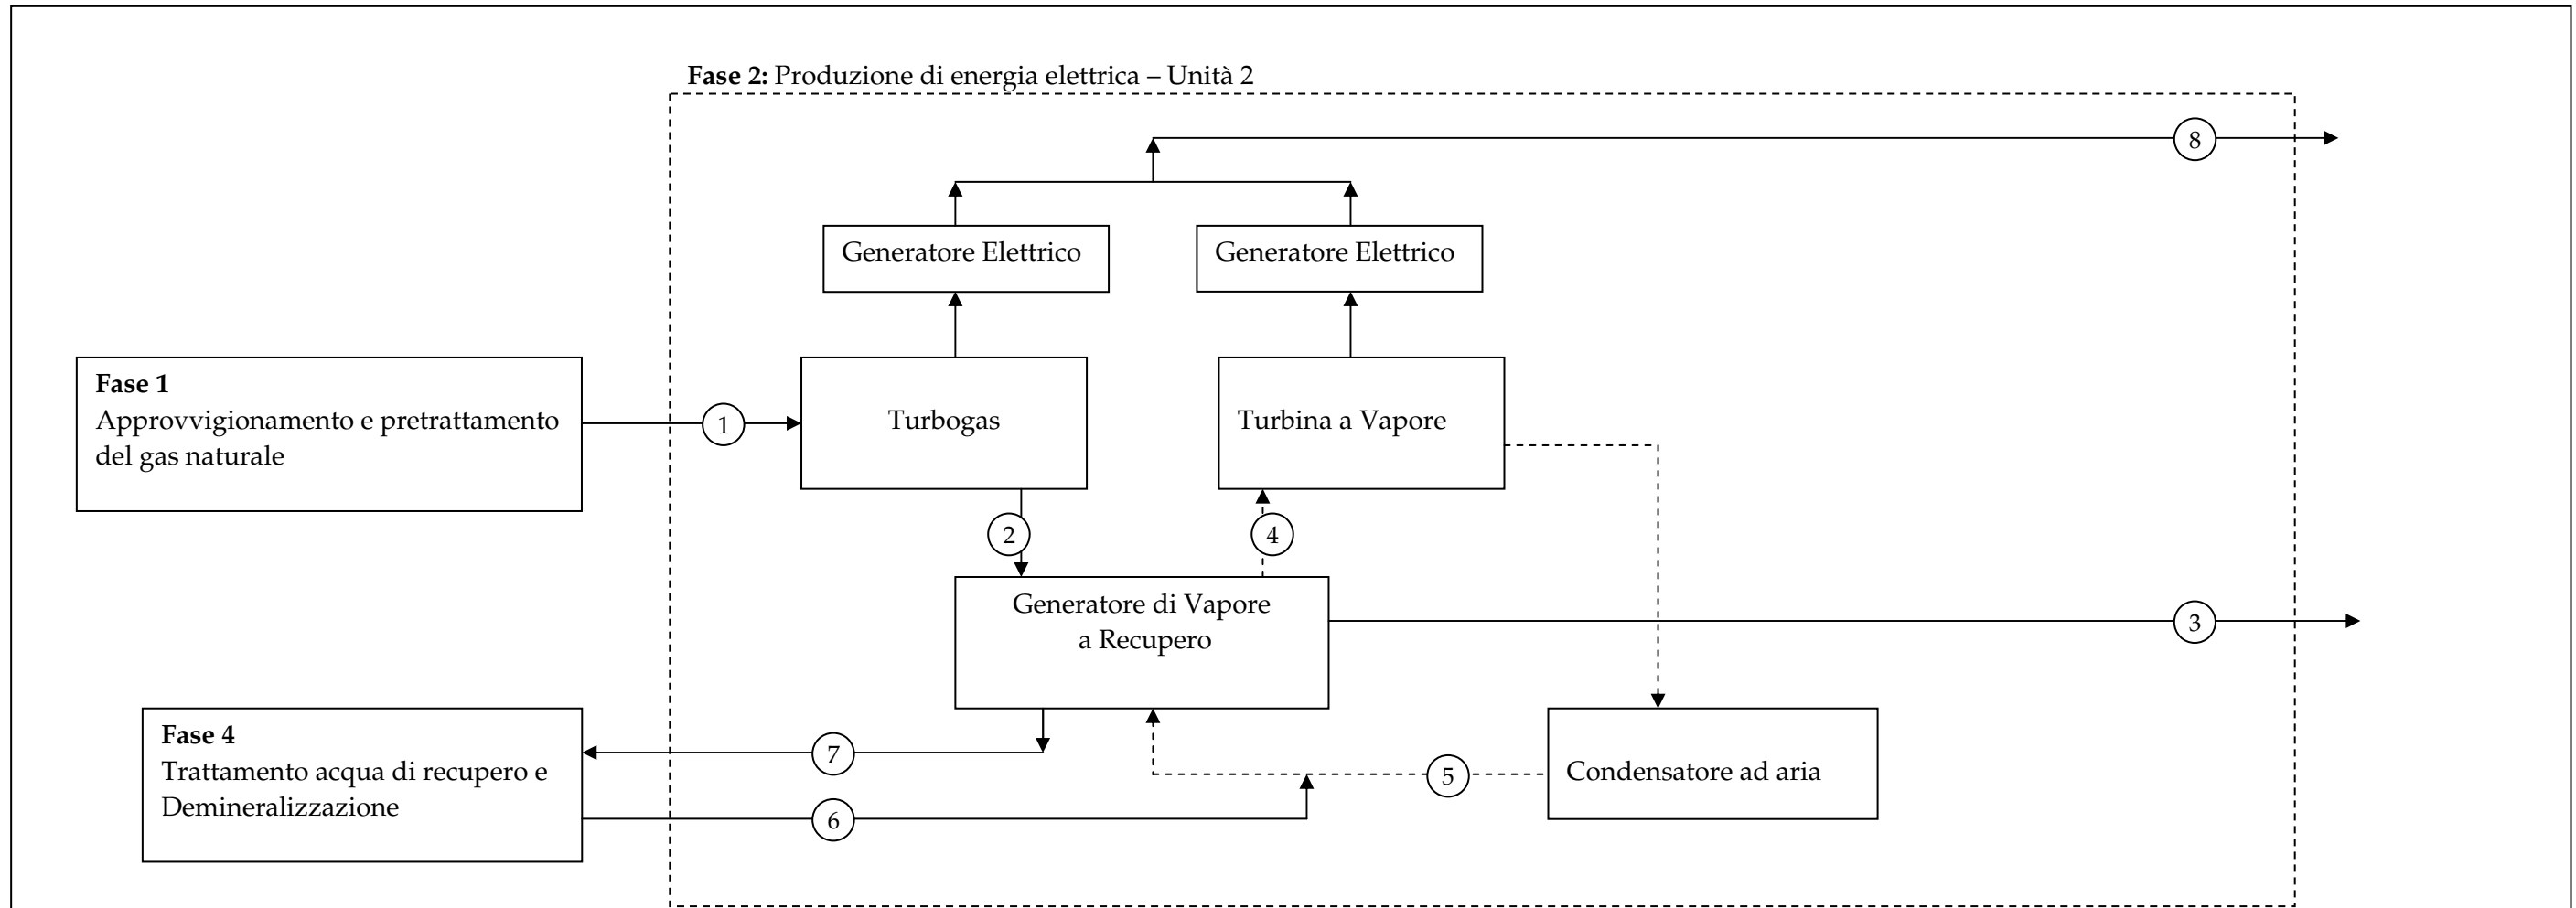 Fase 2: Produzione di energia elettrica – Unità 2
8
Generatore Elettrico
Generatore Elettrico
Fase 1
Approvvigionamento e pretrattamento
del gas naturale
1
Turbogas
Turbina a Vapore
2
4
Generatore di Vapore
a Recupero
3
Fase 4
Trattamento acqua di recupero e
Demineralizzazione
7
6
5
Condensatore ad aria